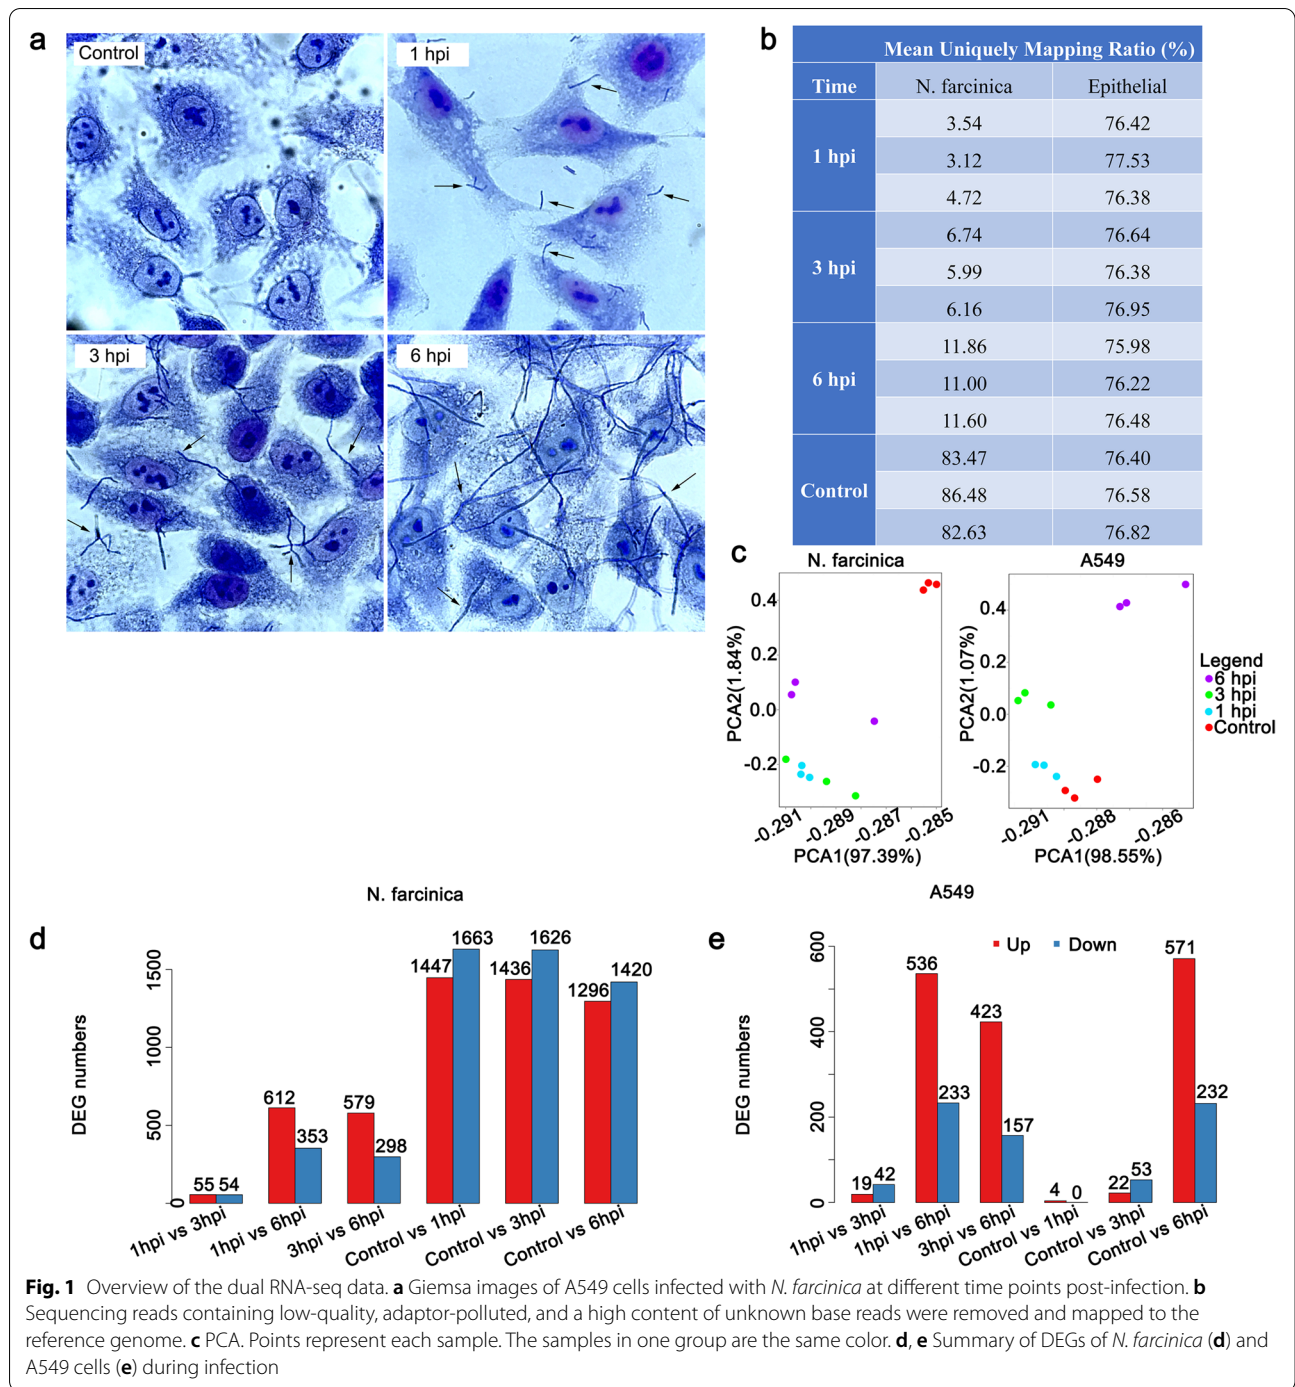 a
Control
1 hpi
3 hpi
6 hpi
b
Mean Uniquely Mapping Ratio (%)
Time N. farcinica Epithelial
1 hpi
3.54 76.42
3.12 77.53
4.72 76.38
3 hpi
6.74 76.64
5.99 76.38
6.16 76.95
6 hpi
11.86 75.98
11.00 76.22
11.60 76.48
Control
83.47 76.40
86.48 76.58
82.63 76.82
c
N. farcinica
PCA2(1.84%)
0.4
0.2
0.0
-0.2
-0.291 -0.289 -0.287 -0.285
PCA1(97.39%)
A549
PCA2(1.07%)
0.4
0.2
0.0
-0.2
-0.291 -0.288 -0.286
PCA1(98.55%)
Legend
6 hpi
3 hpi
1 hpi
Control
d
N. farcinica
DEG numbers
1500
1000
500
0
55 54
612 353
579 298
1447 1663
1436 1626
1296 1420
1hpi vs 3hpi
1hpi vs 6hpi
3hpi vs 6hpi
Control vs 1hpi
Control vs 3hpi
Control vs 6hpi
e
A549
Up Down
DEG numbers
600
400
200
0
19 42
536 233
423 157
4 0
22 53
571 232
1hpi vs 3hpi
1hpi vs 6hpi
3hpi vs 6hpi
Control vs 1hpi
Control vs 3hpi
Control vs 6hpi
Fig. 1 Overview of the dual RNA-seq data. a Giemsa images of A549 cells infected with N. farcinica at different time points post-infection. b
Sequencing reads containing low-quality, adaptor-polluted, and a high content of unknown base reads were removed and mapped to the
reference genome. c PCA. Points represent each sample. The samples in one group are the same color. d, e Summary of DEGs of N. farcinica (d) and
A549 cells (e) during infection